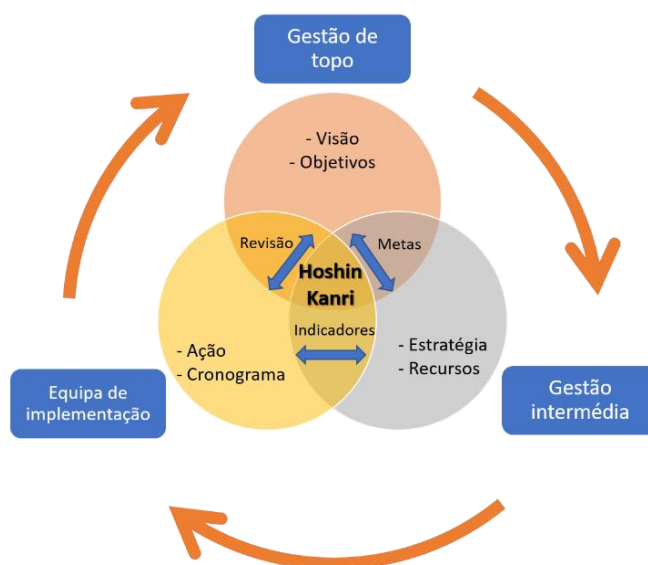 Gestão de
topo
- Visão
- Objetivos
Revisão
Metas
Hoshin
Kanri
Indicadores
- Ação
- Cronograma
- Estratégia
- Recursos
Equipa de
implementação
Gestão
intermédia